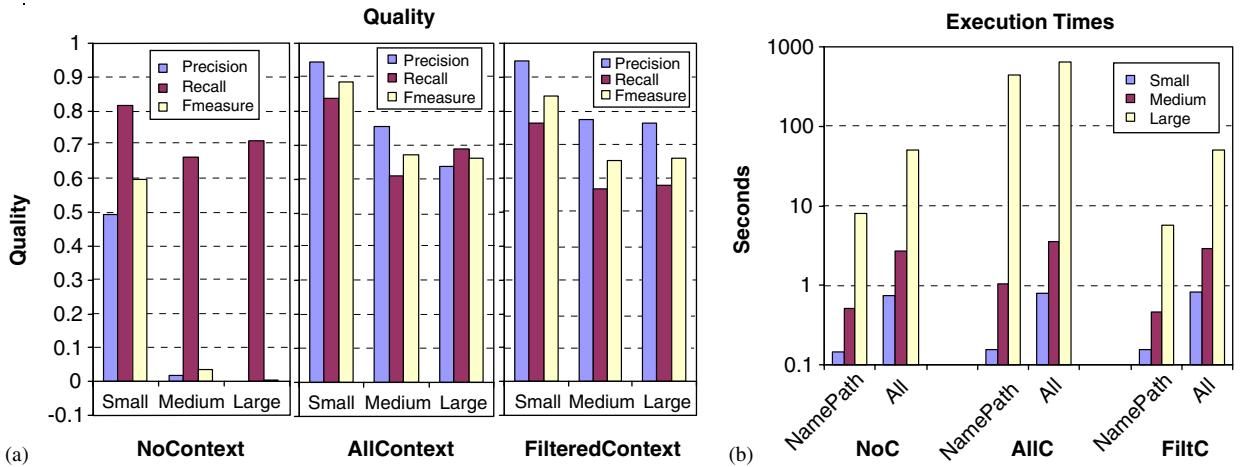 Quality
1
0.9
0.8
0.7
0.6
0.5
0.4
0.3
0.2
0.1
0
-0.1
Quality
Precision
Recall
Fmeasure
Precision
Recall
Fmeasure
Precision
Recall
Fmeasure
Small Medium Large
Small Medium Large
Small Medium Large
(a)
NoContext
AllContext
FilteredContext
Execution Times
1000
100
10
1
0.1
Seconds
Small
Medium
Large
NamePath
All
NamePath
All
NamePath
All
(b)
NoC
AllC
FiltC